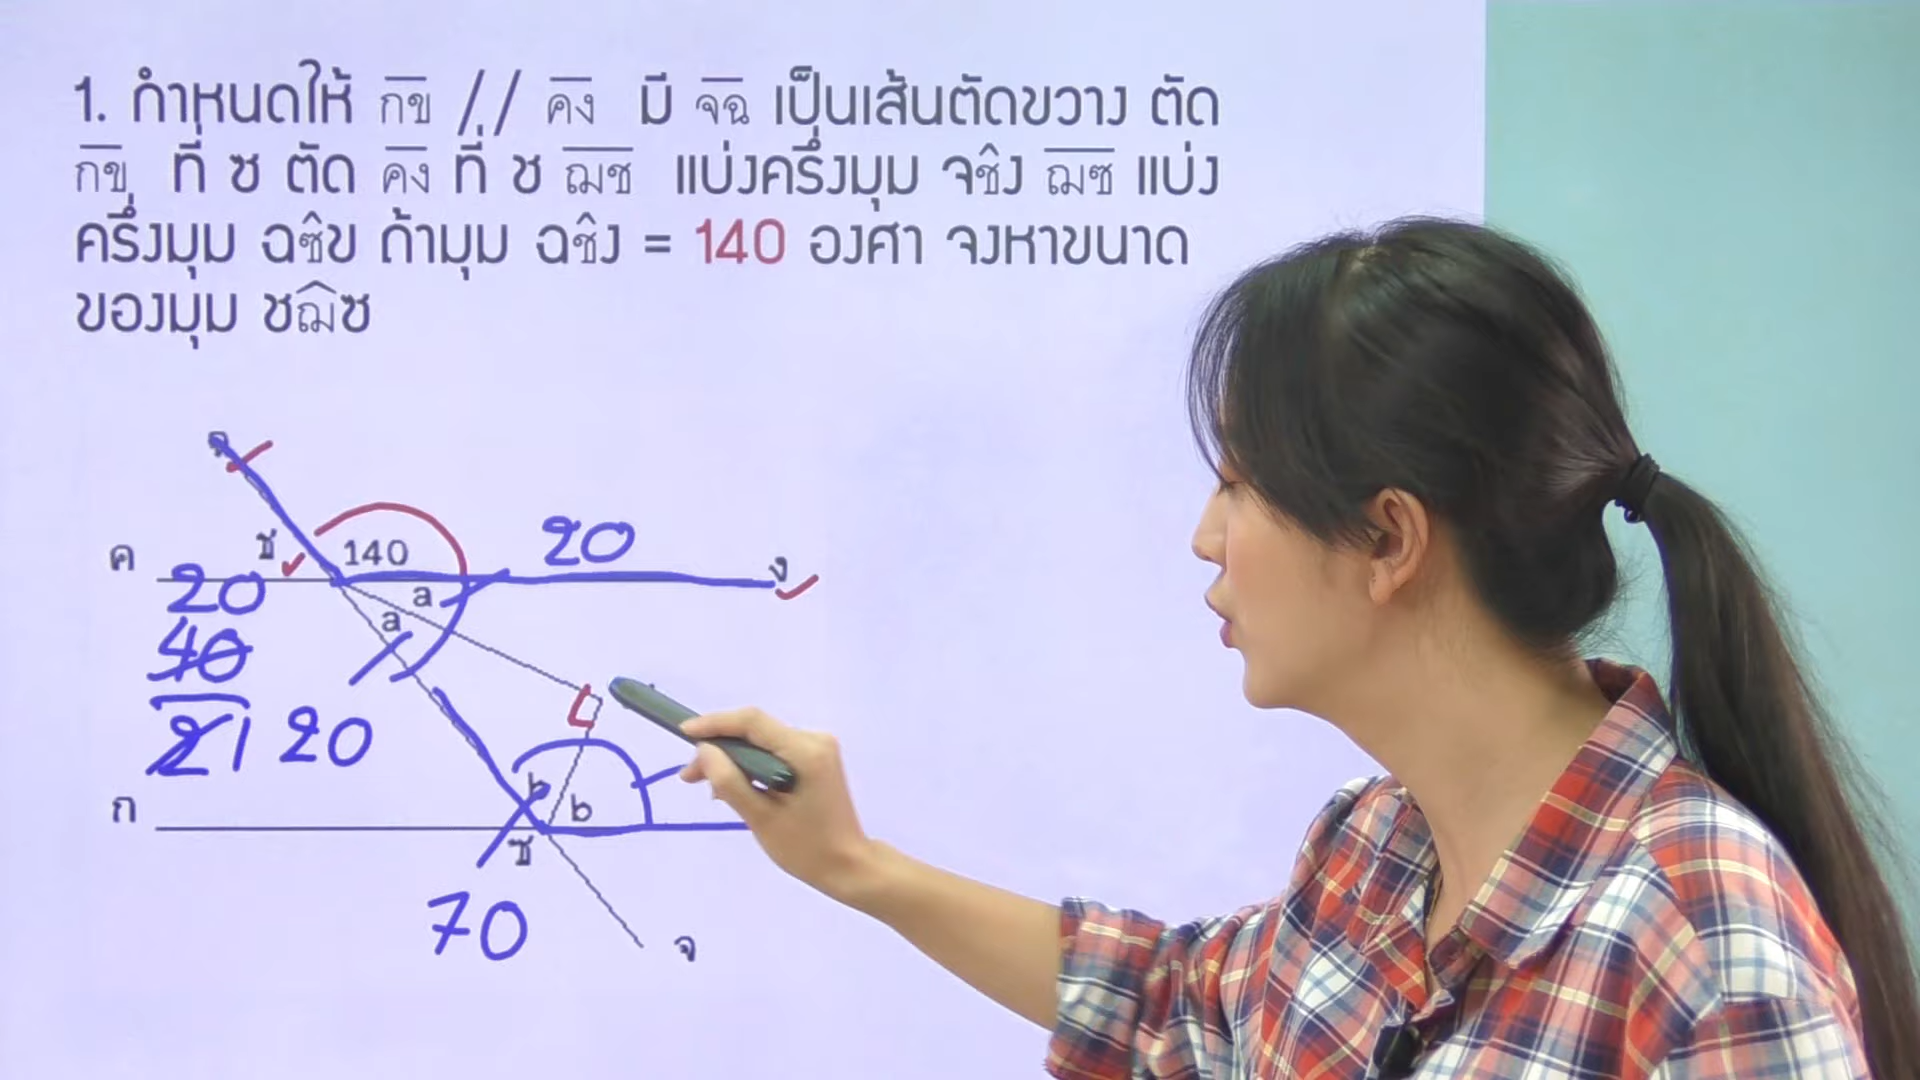 1. กำหนดให้ กข // คง มี จฉ เป็นเส้นตัดขวาง ตัด
กข ที่ ซ ตัด คง ที่ ช ฌช แบ่งครึ่งมุม จชิ̂ง ฌซ แบ่ง
ครึ่งมุม ฉซ̂ข ถ้ามุม ฉชิ̂ง = 140 องศา จงหาขนาด
ของมุม ชฌิ̂ซ
ช 140 20 ง
ค
20 a
40 a
21 20
ก b b
ซ
70 จ